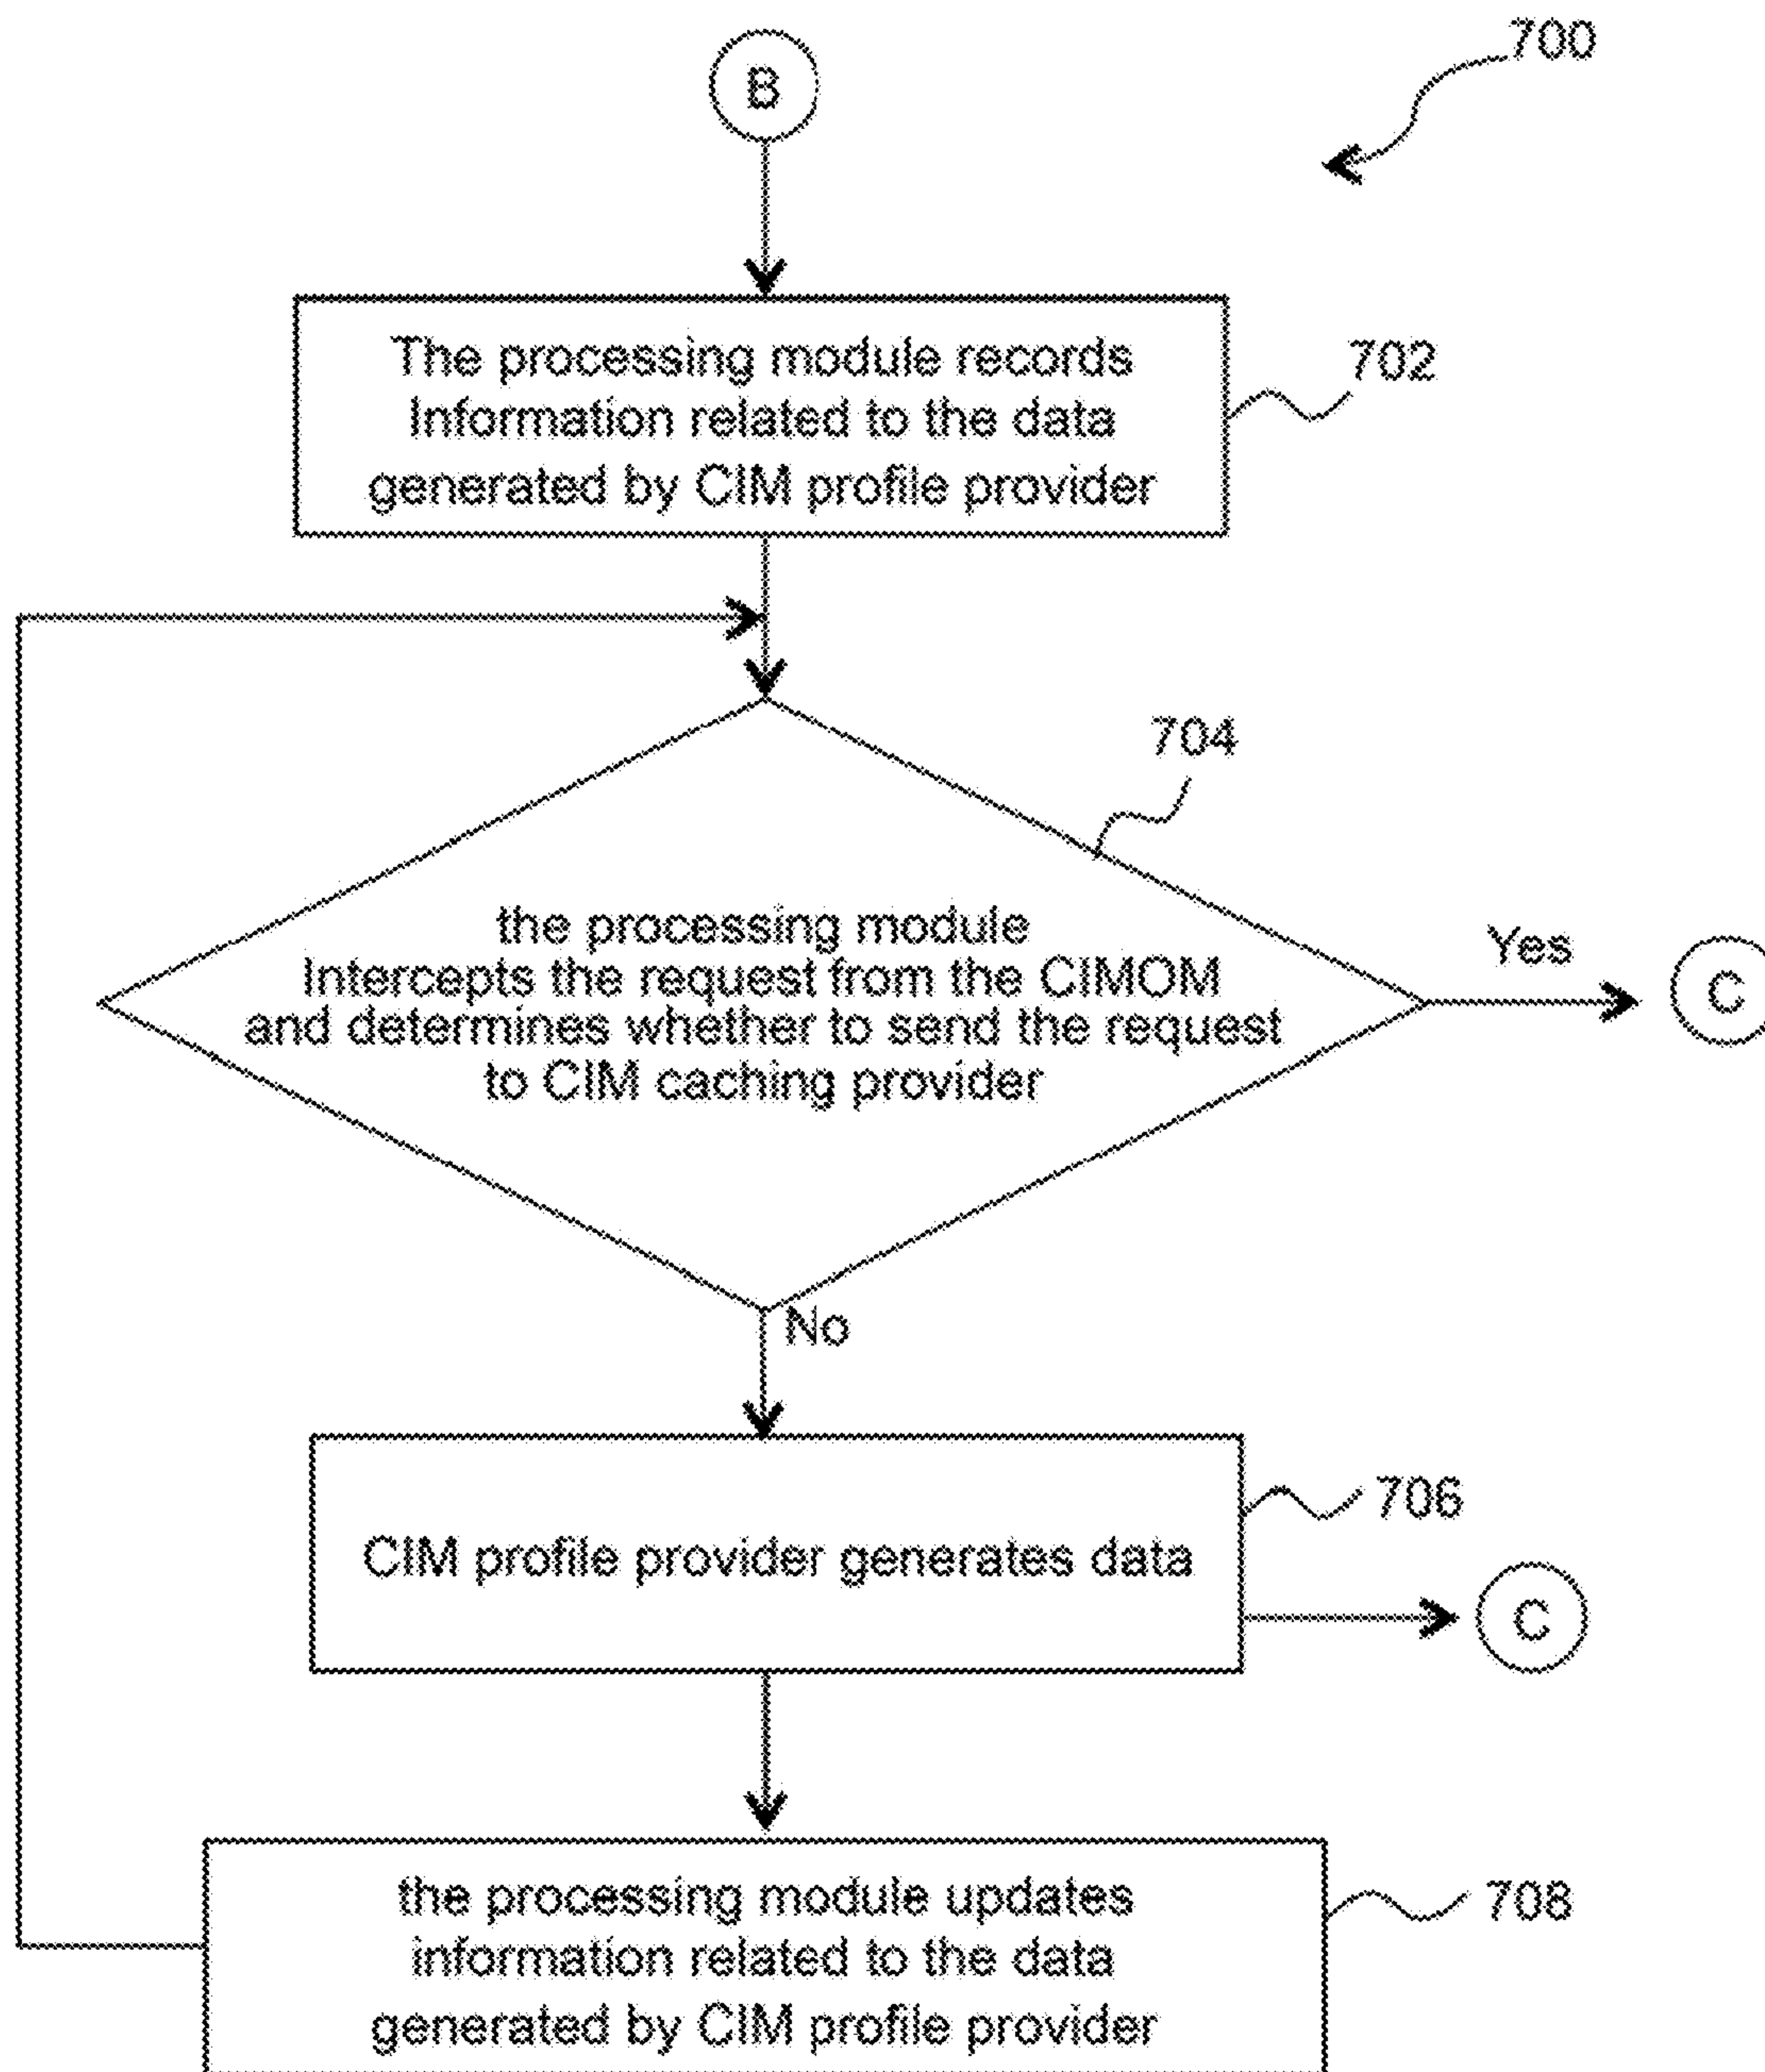 700
B
The processing module records
Information related to the data
generated by CIM profile provider
702
704
the processing module
Intercepts the request from the CIMOM
and determines whether to send the request
to CIM caching provider
Yes
C
No
CIM profile provider generates data
706
C
the processing module updates
information related to the data
generated by CIM profile provider
708